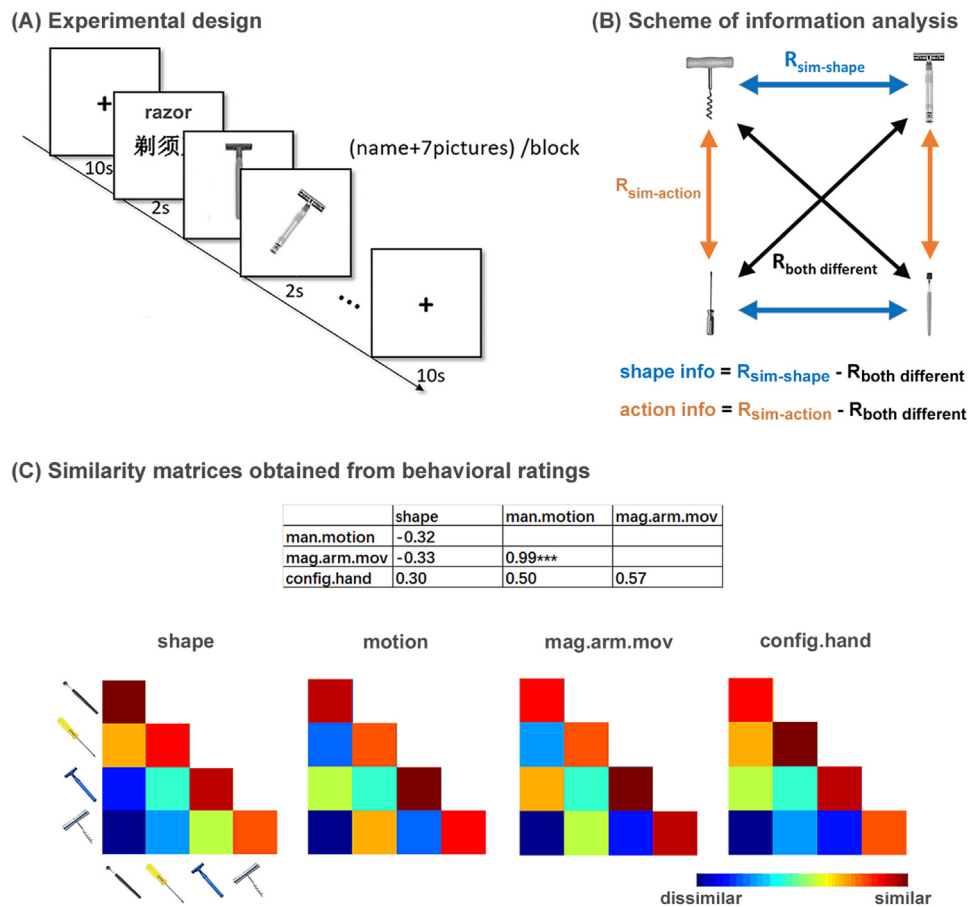 (A) Experimental design
+
10s
razor
剃须
2s
2s
(name+7pictures) /block
...
+
10s
(B) Scheme of information analysis
Rsim-shape
Rsim-action
Rboth different
shape info = Rsim-shape - Rboth different
action info = Rsim-action - Rboth different
(C) Similarity matrices obtained from behavioral ratings
shape man.motion mag.arm.mov
man.motion -0.32
mag.arm.mov -0.33 0.99***
config.hand 0.30 0.50 0.57
shape motion mag.arm.mov config.hand
dissimilar similar